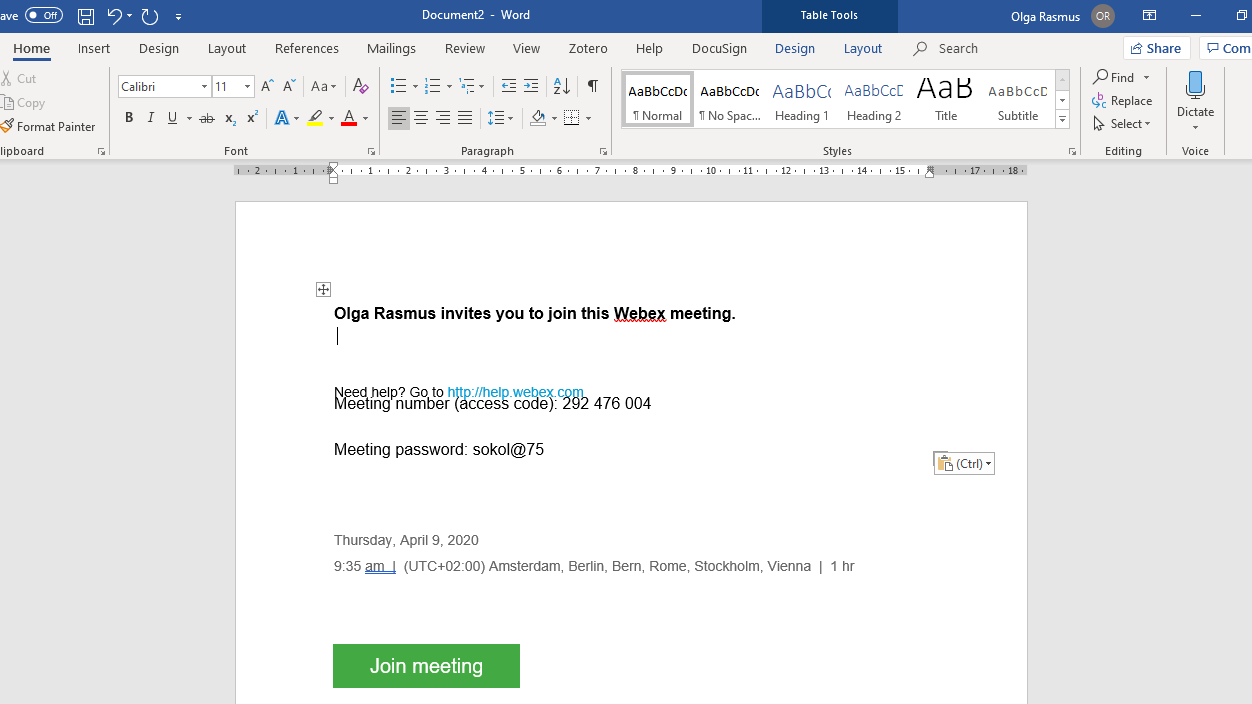 ave Off Document2 - Word Table Tools Olga Rasmus OR
Home Insert Design Layout References Mailings Review View Zotero Help DocuSign Design Layout Search Share Com
Cut
Copy
Format Painter
lipboard
Calibri 11 A A Aa A
B I U ab x2 x2 A A
Font
A Z ¶
Paragraph
AaBbCcDc AaBbCcDc AaBbCc AaBbCcD AaB AaBbCcD
¶ Normal ¶ No Spac... Heading 1 Heading 2 Title Subtitle
Styles
Find
Replace
Select
Editing
Dictate
Voice
2 1 1 2 3 4 5 6 7 8 9 10 11 12 13 14 15 17 18
Olga Rasmus invites you to join this Webex meeting.
Need help? Go to http://help.webex.com
Meeting number (access code): 292 476 004
Meeting password: sokol@75
(Ctrl)
Thursday, April 9, 2020
9:35 am | (UTC+02:00) Amsterdam, Berlin, Bern, Rome, Stockholm, Vienna | 1 hr
Join meeting